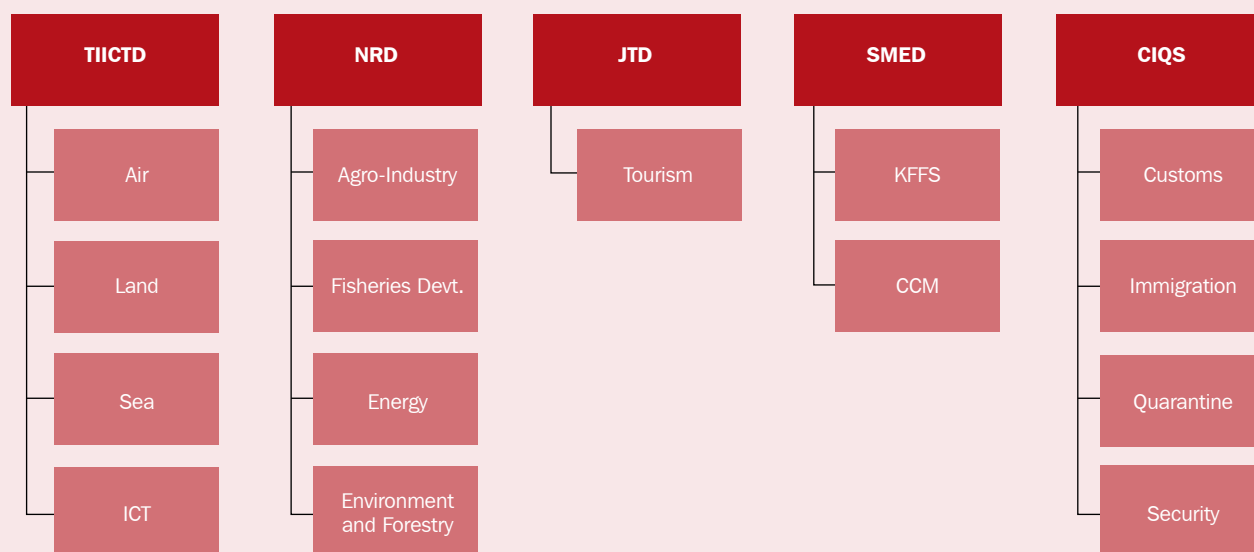 TIICTD
Air
Land
Sea
ICT
NRD
Agro-Industry
Fisheries Devt.
Energy
Environment
and Forestry
JTD
Tourism
SMED
KFFS
CCM
CIQS
Customs
Immigration
Quarantine
Security